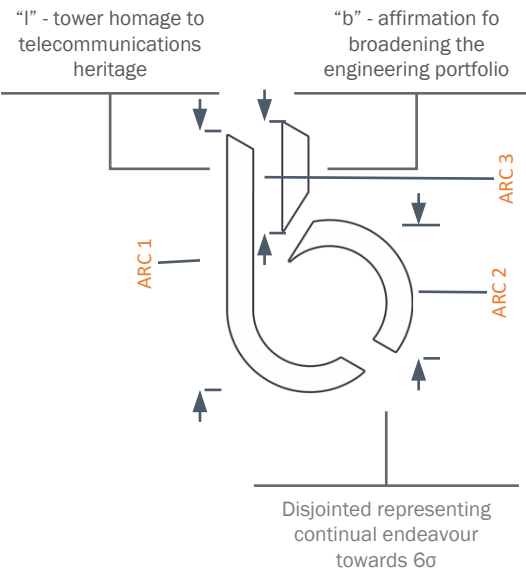 “I” - tower homage to
telecommunications
heritage
“b” - affirmation fo
broadening the
engineering portfolio
ARC 3
ARC 1
ARC 2
Disjointed representing
continual endeavour
towards 6σ